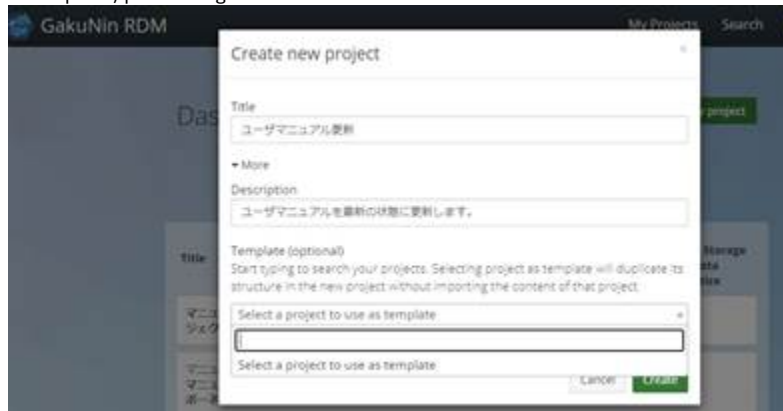 GakuNin RDM
My Projects Search
Create new project
×
Das
project
Title
ユーザマニュアル更新
More
Description
ユーザマニュアルを最新の状態に更新します。
Title
Template (optional)
Storage
Start typing to search your projects. Selecting project as template will duplicate its
structure in the new project without importing the content of that project
マニュ
ジェク
Select a project to use as template
Select a project to use as template
マニュ
Cancel Create